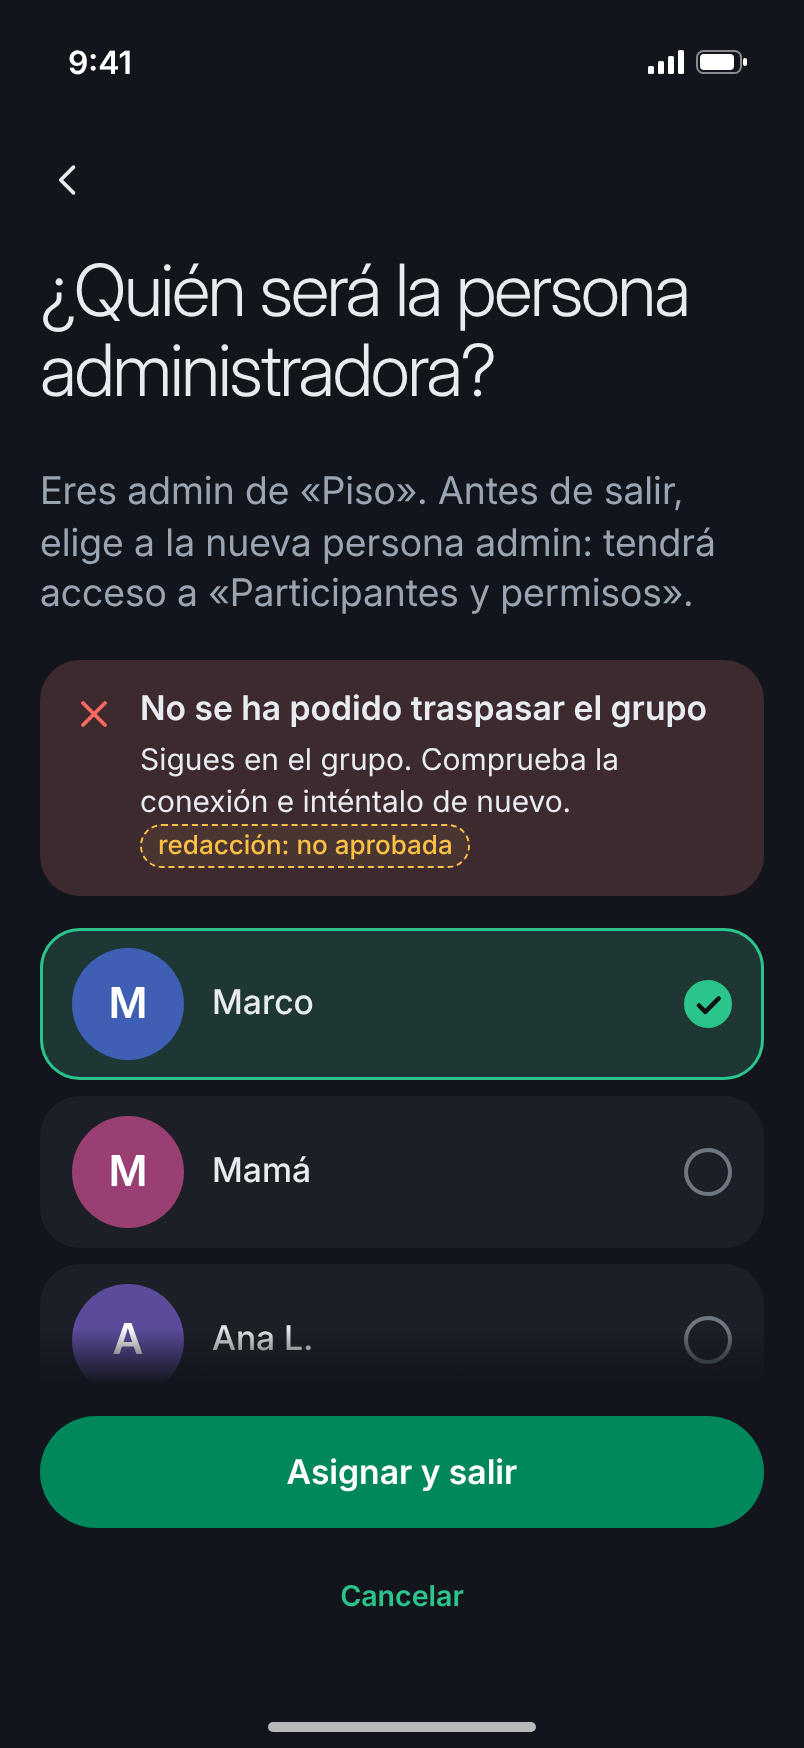 9:41
¿Quién será la persona
administradora?
Eres admin de «Piso». Antes de salir,
elige a la nueva persona admin: tendrá
acceso a «Participantes y permisos».
No se ha podido traspasar el grupo
Sigues en el grupo. Comprueba la
conexión e inténtalo de nuevo.
redacción: no aprobada
M Marco
M Mamá
A Ana L.
Asignar y salir
Cancelar